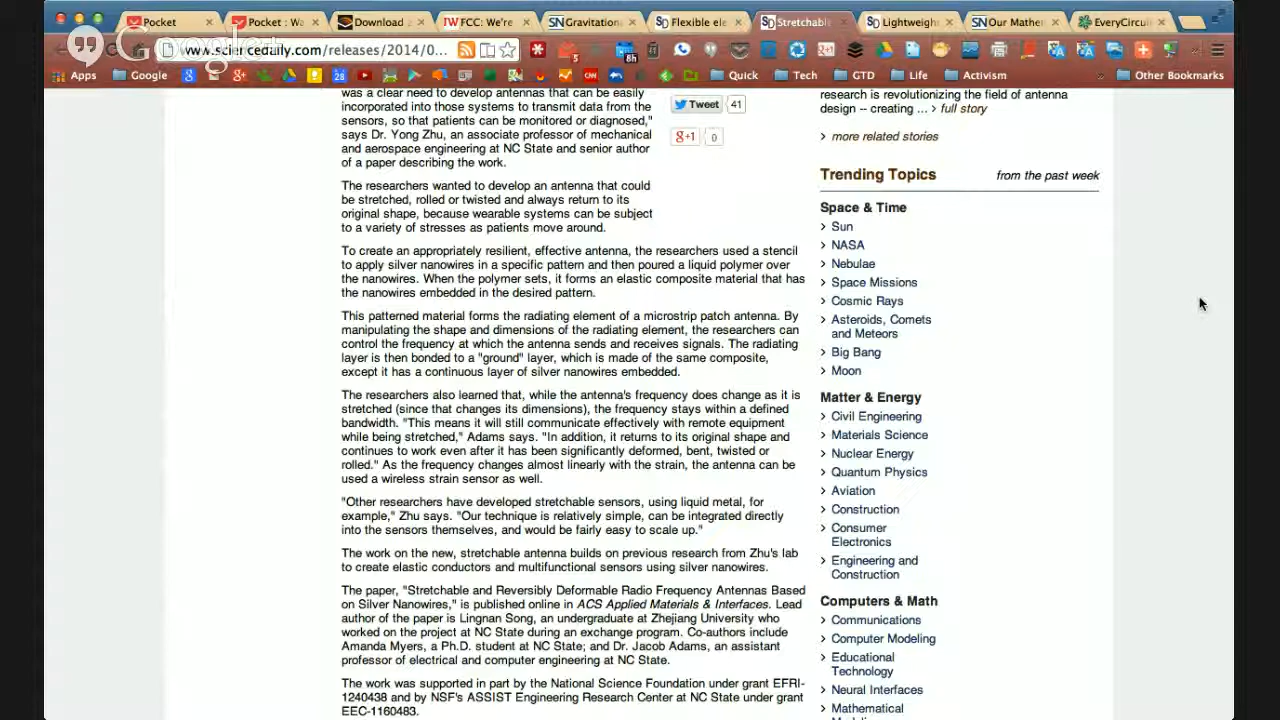 Pocket
Pocket : Wa
Download a
FCC: We're
Gravitation
Flexible ele
Stretchable
Lightweigh
Our Mathe
EveryCircui
Google+
www.sciencedaily.com/releases/2014/0...
5
8h
Apps
Google
28
CNN
Quick
Tech
GTD
Life
Activism
Other Bookmarks
was a clear need to develop antennas that can be easily
incorporated into those systems to transmit data from the
sensors, so that patients can be monitored or diagnosed,"
says Dr. Yong Zhu, an associate professor of mechanical
and aerospace engineering at NC State and senior author
of a paper describing the work.
The researchers wanted to develop an antenna that could
be stretched, rolled or twisted and always return to its
original shape, because wearable systems can be subject
to a variety of stresses as patients move around.
To create an appropriately resilient, effective antenna, the researchers used a stencil
to apply silver nanowires in a specific pattern and then poured a liquid polymer over
the nanowires. When the polymer sets, it forms an elastic composite material that has
the nanowires embedded in the desired pattern.
This patterned material forms the radiating element of a microstrip patch antenna. By
manipulating the shape and dimensions of the radiating element, the researchers can
control the frequency at which the antenna sends and receives signals. The radiating
layer is then bonded to a "ground" layer, which is made of the same composite,
except it has a continuous layer of silver nanowires embedded.
The researchers also learned that, while the antenna's frequency does change as it is
stretched (since that changes its dimensions), the frequency stays within a defined
bandwidth. "This means it will still communicate effectively with remote equipment
while being stretched," Adams says. "In addition, it returns to its original shape and
continues to work even after it has been significantly deformed, bent, twisted or
rolled." As the frequency changes almost linearly with the strain, the antenna can be
used a wireless strain sensor as well.
"Other researchers have developed stretchable sensors, using liquid metal, for
example," Zhu says. "Our technique is relatively simple, can be integrated directly
into the sensors themselves, and would be fairly easy to scale up."
The work on the new, stretchable antenna builds on previous research from Zhu's lab
to create elastic conductors and multifunctional sensors using silver nanowires.
The paper, "Stretchable and Reversibly Deformable Radio Frequency Antennas Based
on Silver Nanowires," is published online in ACS Applied Materials & Interfaces. Lead
author of the paper is Lingnan Song, an undergraduate at Zhejiang University who
worked on the project at NC State during an exchange program. Co-authors include
Amanda Myers, a Ph.D. student at NC State; and Dr. Jacob Adams, an assistant
professor of electrical and computer engineering at NC State.
The work was supported in part by the National Science Foundation under grant EFRI-
1240438 and by NSF's ASSIST Engineering Research Center at NC State under grant
EEC-1160483.
Tweet 41
g+1 0
research is revolutionizing the field of antenna
design -- creating ... > full story
> more related stories
Trending Topics from the past week
Space & Time
> Sun
> NASA
> Nebulae
> Space Missions
> Cosmic Rays
> Asteroids, Comets
and Meteors
> Big Bang
> Moon
Matter & Energy
> Civil Engineering
> Materials Science
> Nuclear Energy
> Quantum Physics
> Aviation
> Construction
> Consumer
Electronics
> Engineering and
Construction
Computers & Math
> Communications
> Computer Modeling
> Educational
Technology
> Neural Interfaces
> Mathematical